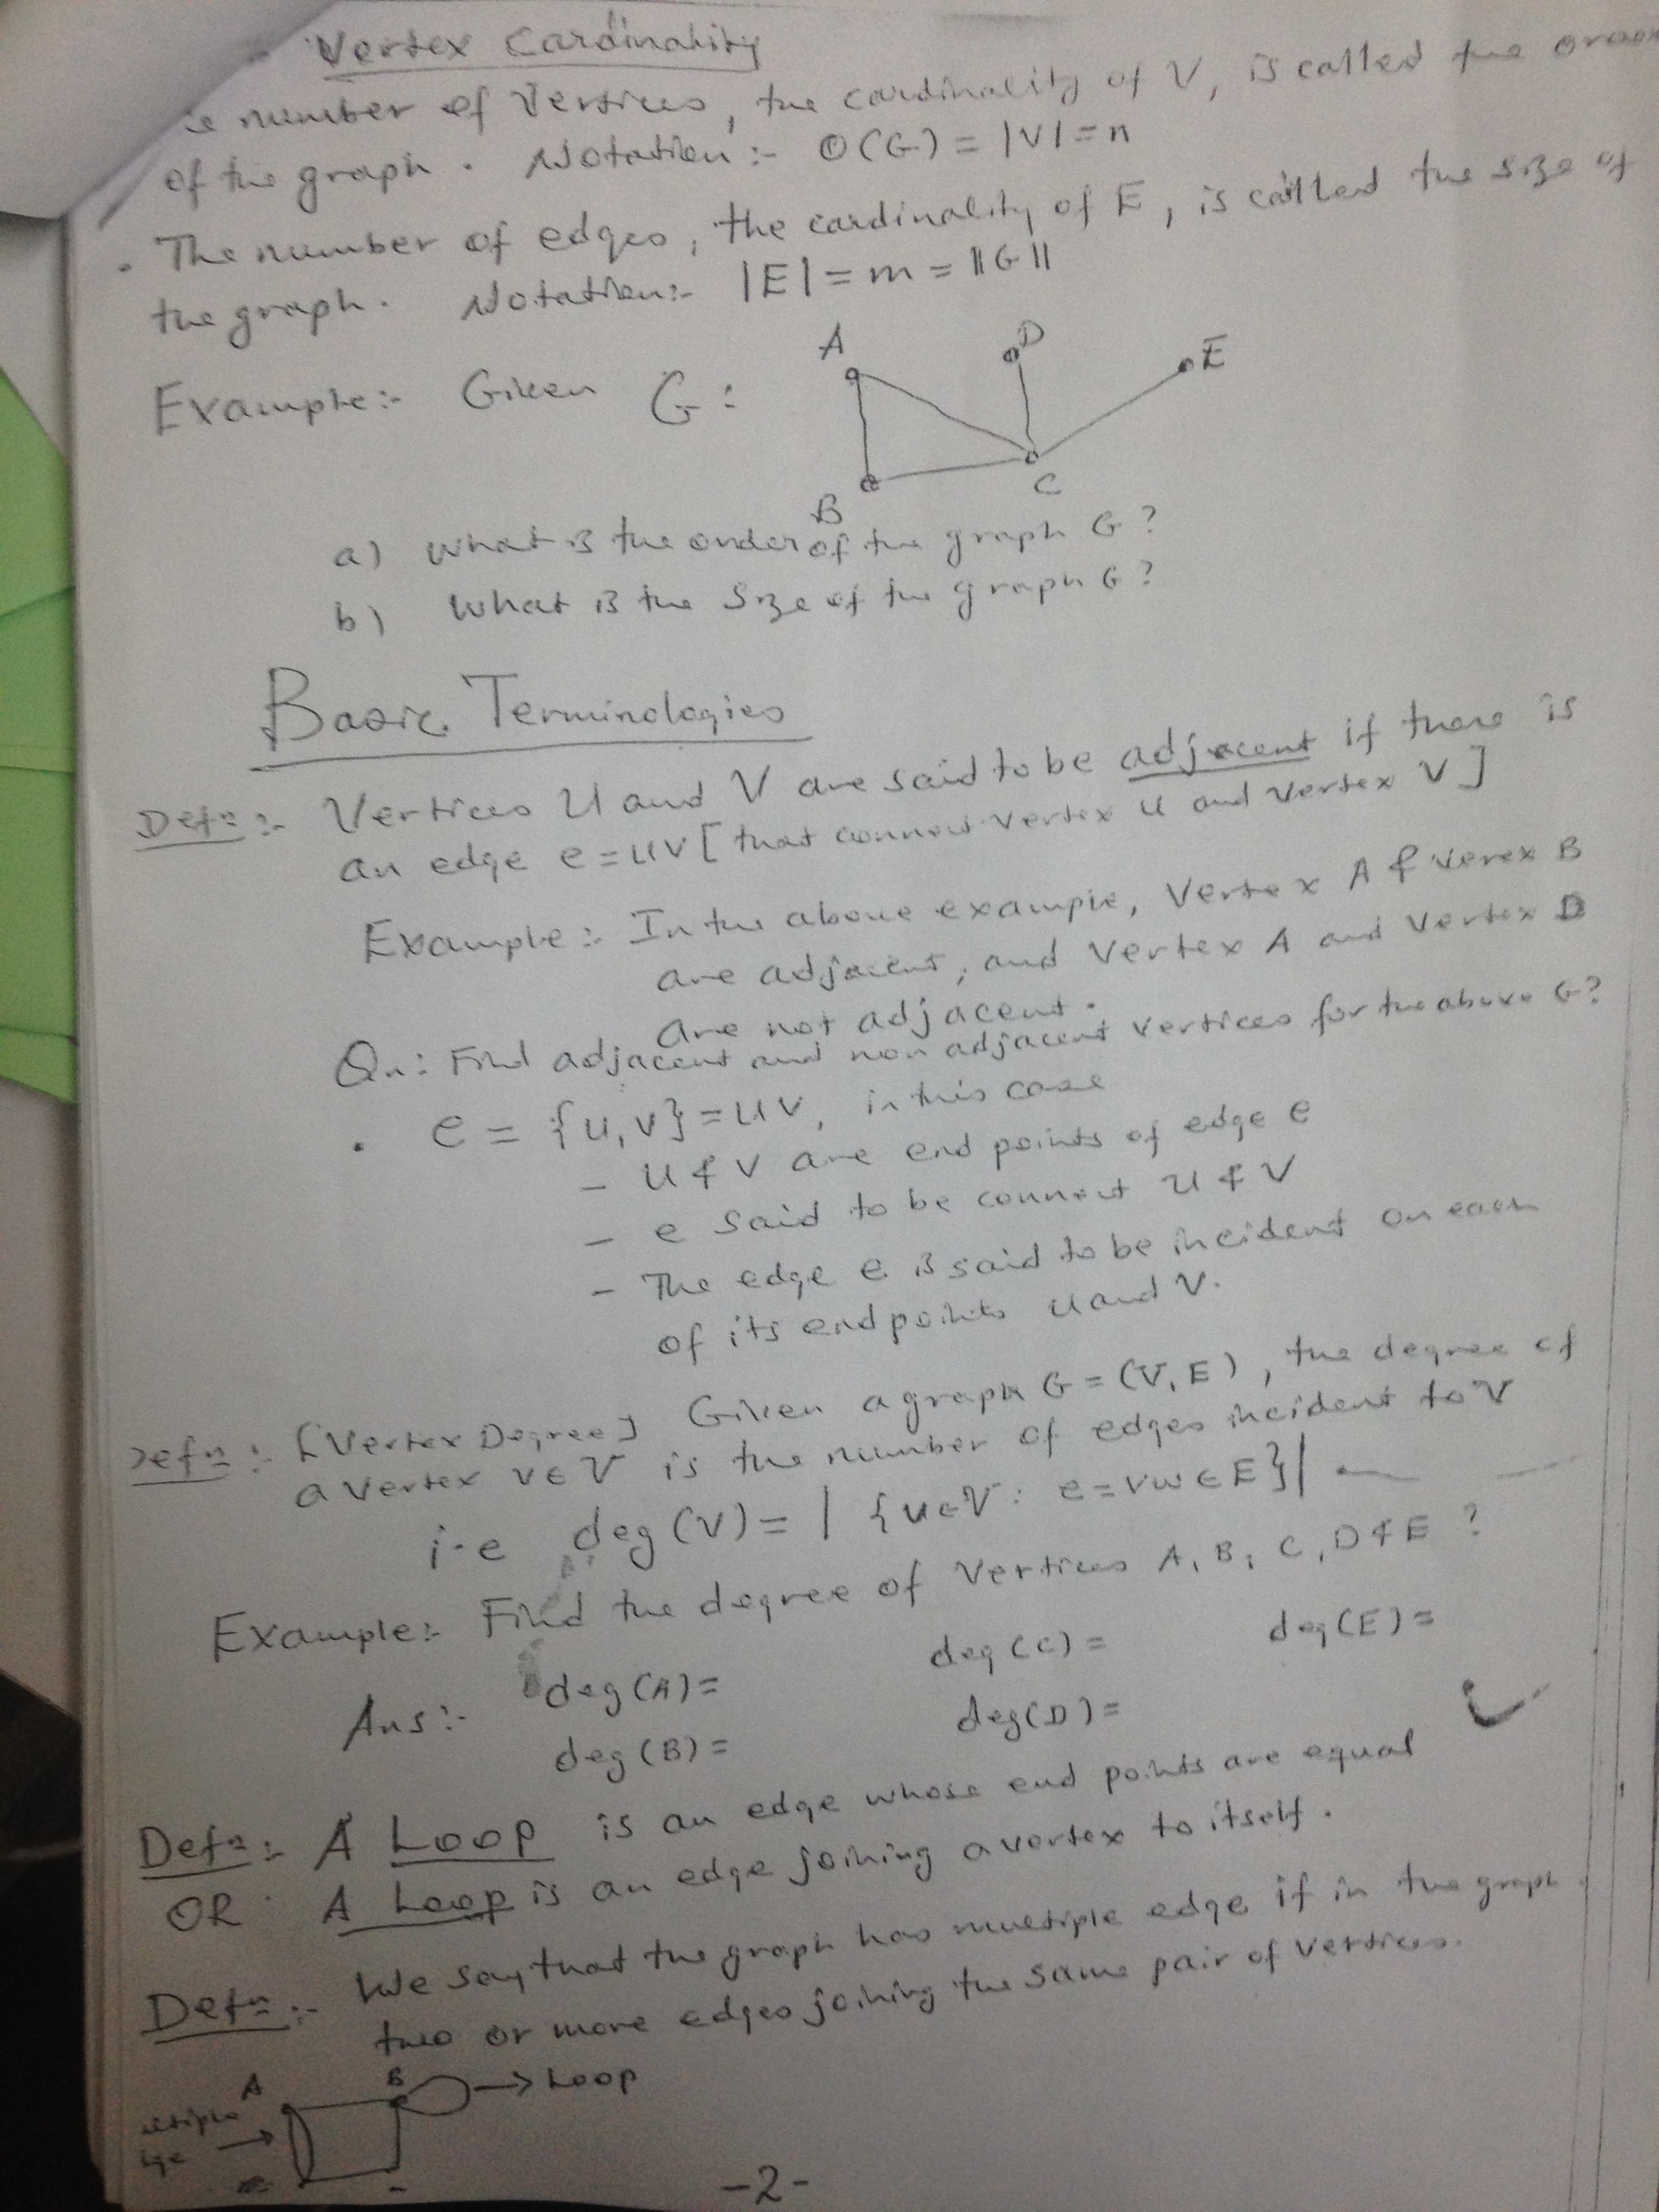 Vertex Cardinality
number of Vertices, the cardinality of V, is called the order
of the graph. Notation:- O(G) = |V| = n
. The number of edges, the cardinality of E, is called the size of
the graph. Notation:- |E| = m = ||G||
Example:- Given G:
A
D
E
B
C
a) What is the order of the graph G?
b) What is the Size of the graph G?
Basic Terminologies
Defn:- Vertices U and V are said to be adjacent if there is
an edge e = uv [that connect vertex u and vertex V]
Example:- In the above example, Vertex A & verex B
are adjacent, and Vertex A and Vertex D
are not adjacent.
Qn: Find adjacent and non adjacent vertices for the above G?
. e = {u, v} = uv, in this case
- u & v are end points of edge e
- e said to be connect u & v
- The edge e is said to be incident on each
of its end points u and v.
Defn:- [Vertex Degree] Given a graph G = (V, E), the degree of
a vertex v ∈ V is the number of edges incident to V
i.e deg(V) = | {u ∈ V : e = vw ∈ E}|
Example:- Find the degree of Vertices A, B, C, D & E ?
Ans:- deg(A) = deg(C) = deg(E) =
deg(B) = deg(D) =
Defn:- A Loop is an edge whose end points are equal
OR A Loop is an edge joining a vertex to itself.
Defn:- We say that the graph has multiple edge if in the graph
two or more edges joining the same pair of vertices.
A
B
→ Loop
-2-